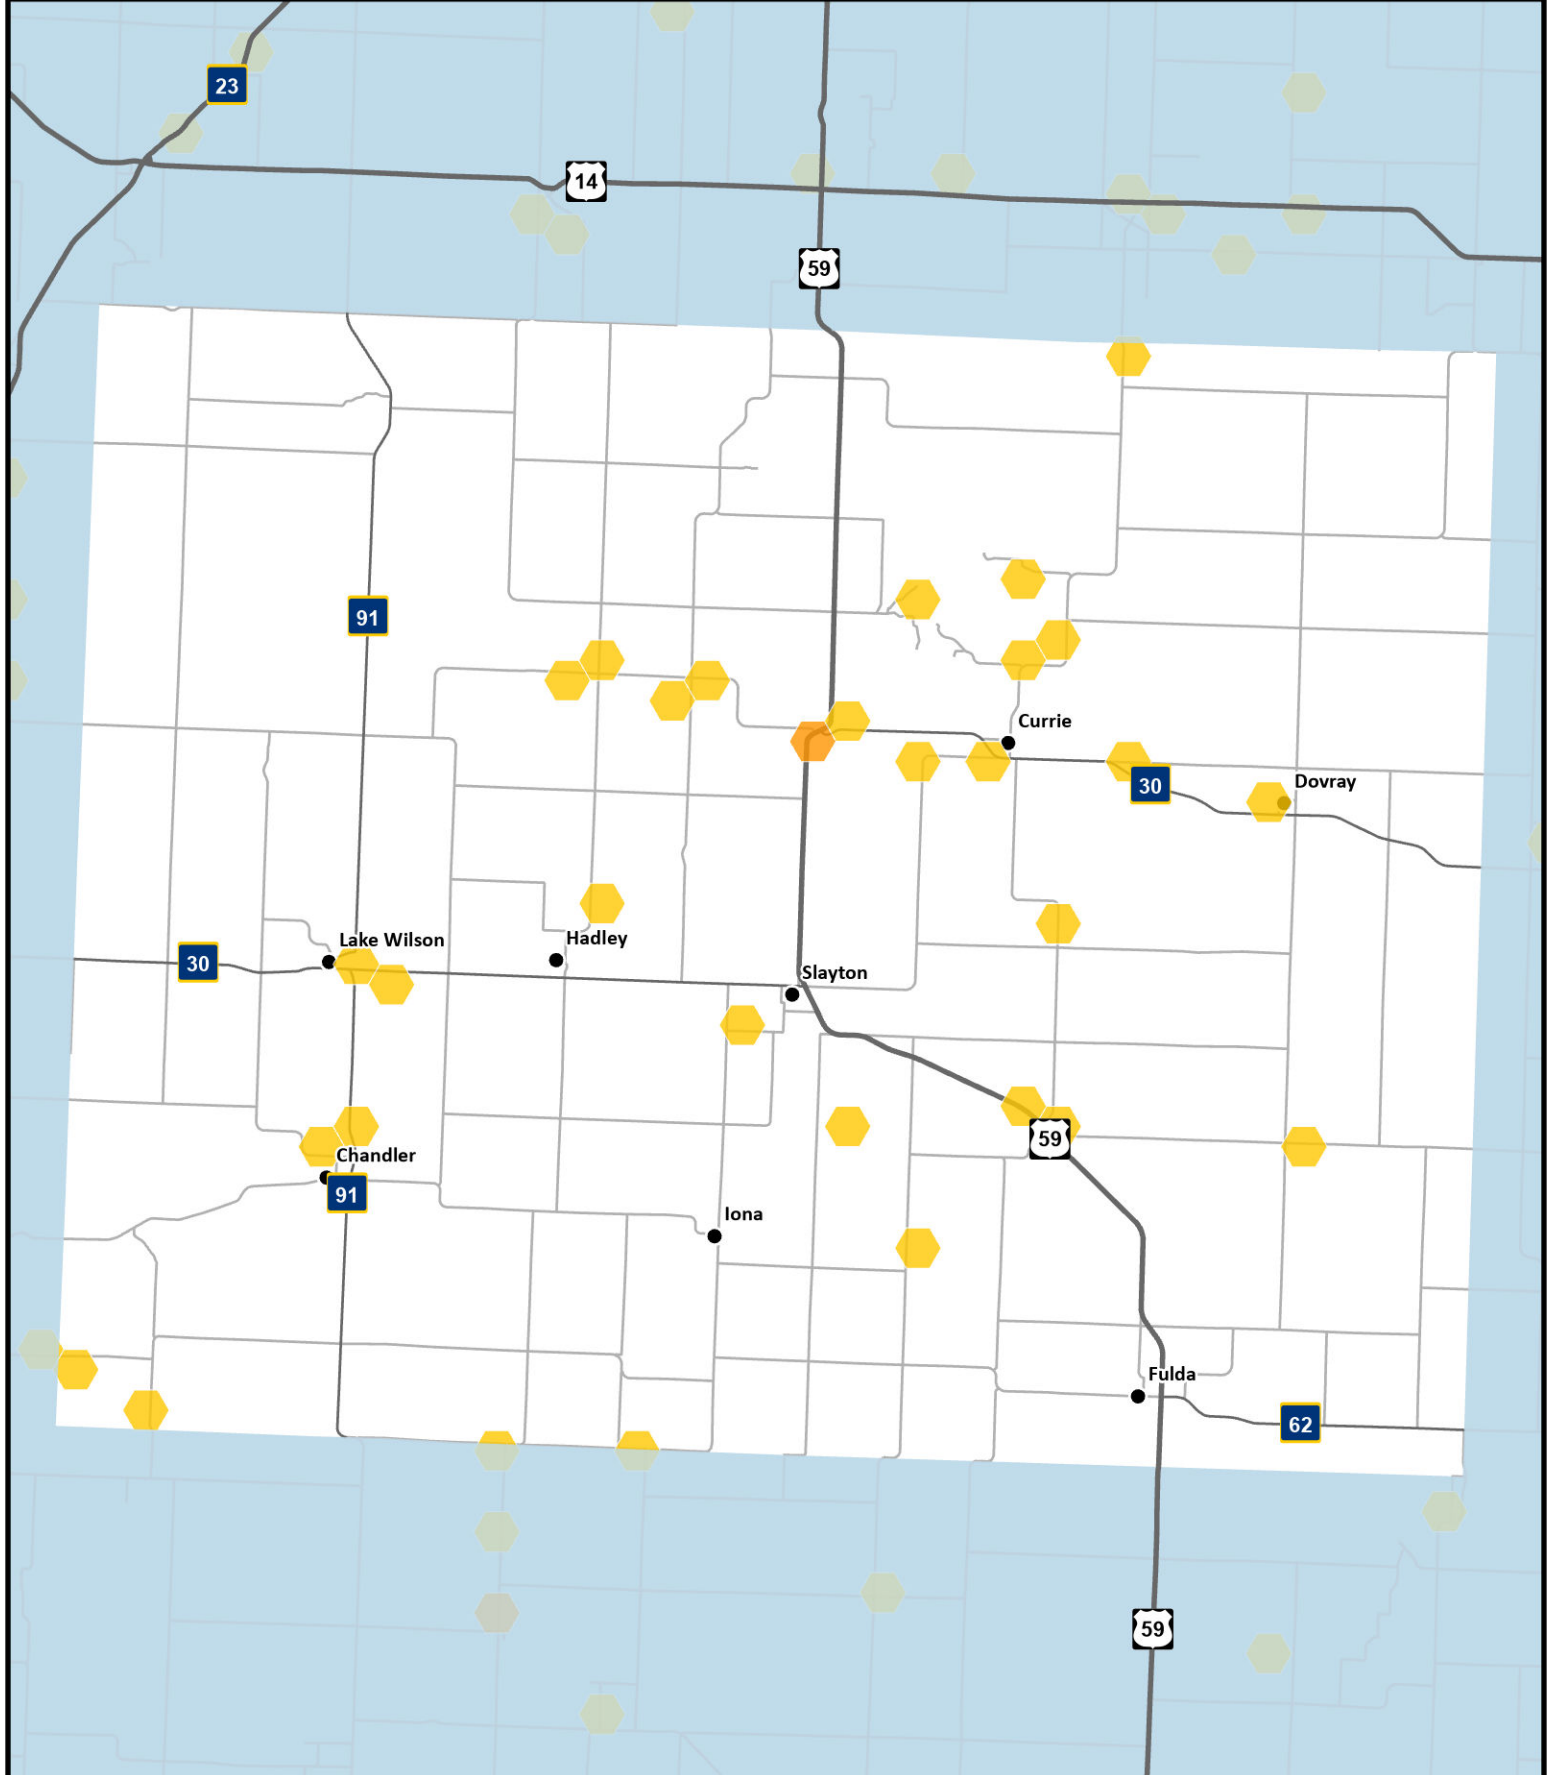 23
14
59
91
Currie
Dovray
30
Lake Wilson
Hadley
30
Slayton
59
Chandler
91
Iona
Fulda
62
59